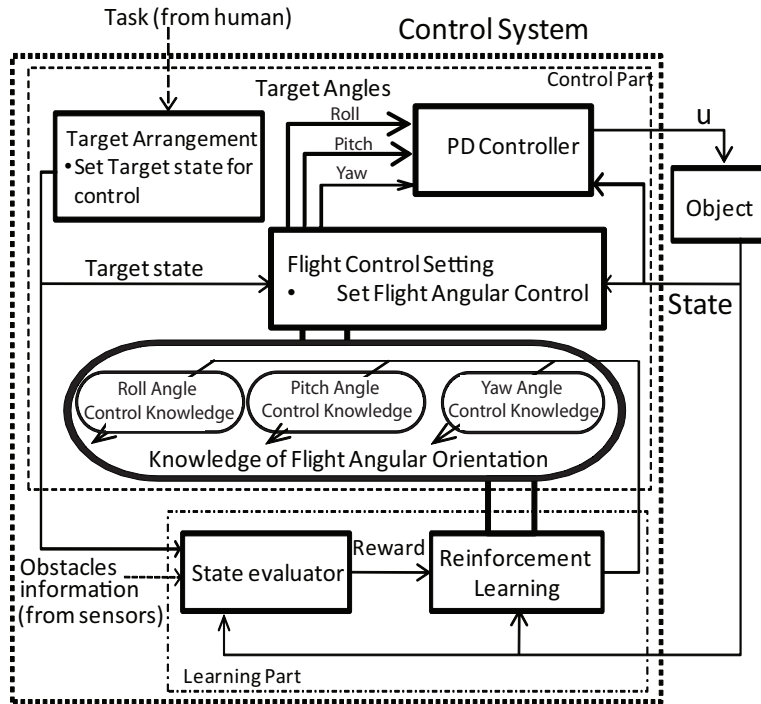 Task (from human)
Control System
Control Part
Target Angles
Roll
Pitch
Yaw
Target Arrangement
•Set Target state for
control
PD Controller
u
Object
Target state
Flight Control Setting
• Set Flight Angular Control
State
Roll Angle
Control Knowledge
Pitch Angle
Control Knowledge
Yaw Angle
Control Knowledge
Knowledge of Flight Angular Orientation
Obstacles
information
(from sensors)
State evaluator
Reward
Reinforcement
Learning
Learning Part